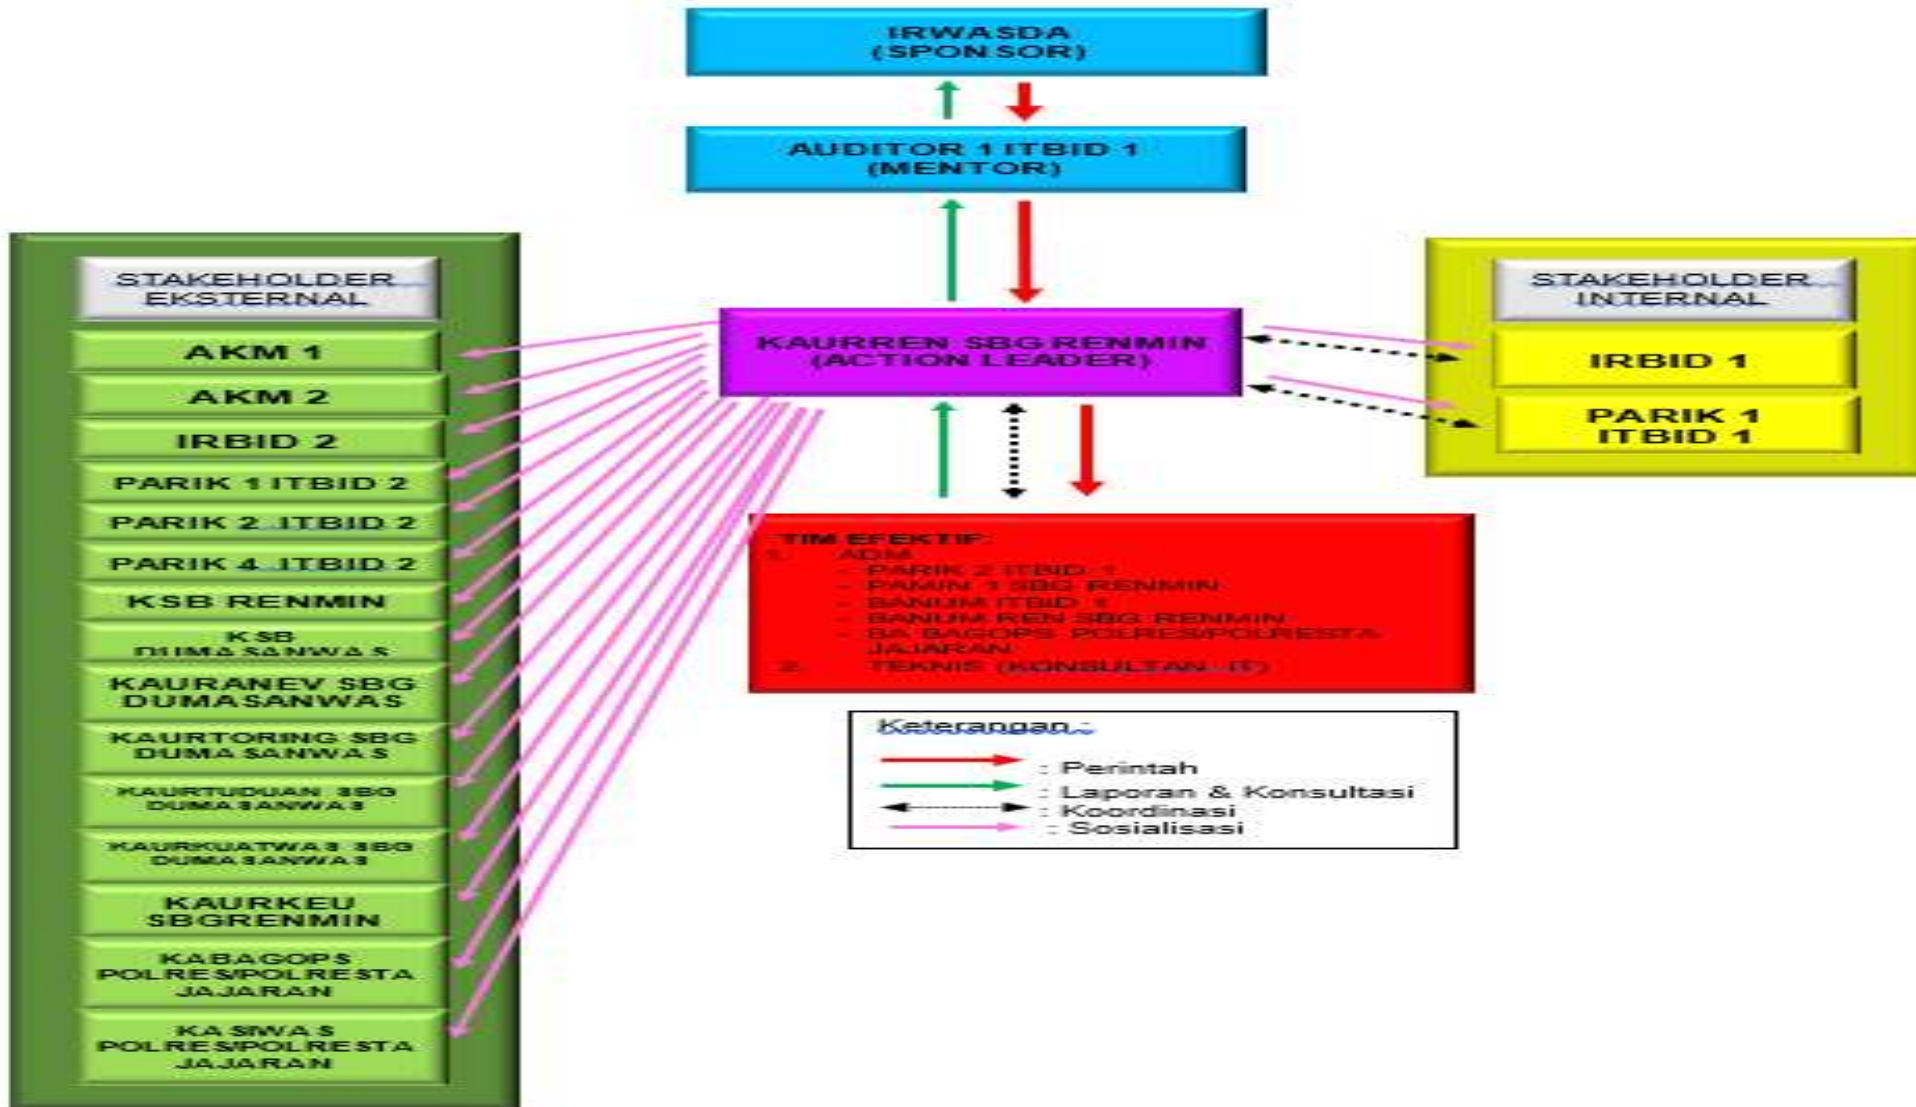 IRWASDA
(SPONSOR)
AUDITOR 1 ITBID 1
(MENTOR)
STAKEHOLDER
EKSTERNAL
AKM 1
AKM 2
IRBID 2
PARIK 1 ITBID 2
PARIK 2 ITBID 2
PARIK 4 ITBID 2
KSB RENMIN
KSB
DUMASANWAS
KAURANEV SBG
DUMASANWAS
KAURTORING SBG
DUMASANWAS
KAURTUDUAN SBG
DUMASANWAS
KAURKUATWAS SBG
DUMASANWAS
KAURKEU
SBGRENMIN
KABAGOPS
POLRES/POLRESTA
JAJARAN
KASIWAS
POLRES/POLRESTA
JAJARAN
KAURREN SBG RENMIN
(ACTION LEADER)
STAKEHOLDER
INTERNAL
IRBID 1
PARIK 1
ITBID 1
TIM EFEKTIF:
1. ADM
- PARIK 2 ITBID 1
- PAMIN 1 SBG RENMIN
- BANUM ITBID 1
- BANUM REN SBG RENMIN
- BA BAGOPS POLRES/POLRESTA
JAJARAN
2. TEKNIS (KONSULTAN IT)
Keterangan :
: Perintah
: Laporan & Konsultasi
: Koordinasi
: Sosialisasi